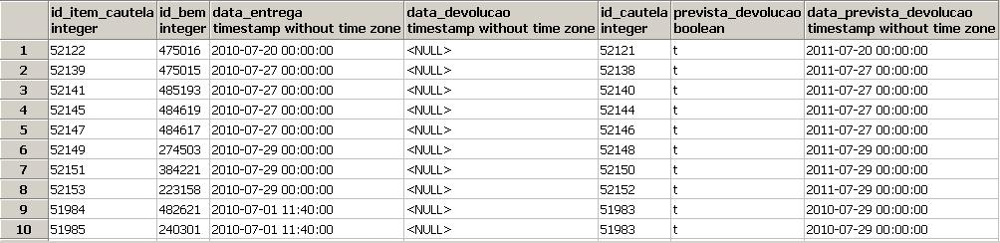 id_item_cautela id_bem data_entrega data_devolucao id_cautela prevista_devolucao data_prevista_devolucao
integer integer timestamp without time zone timestamp without time zone integer boolean timestamp without time zone
1 52122 475016 2010-07-20 00:00:00 <NULL> 52121 t 2011-07-20 00:00:00
2 52139 475015 2010-07-27 00:00:00 <NULL> 52138 t 2011-07-27 00:00:00
3 52141 485193 2010-07-27 00:00:00 <NULL> 52140 t 2011-07-27 00:00:00
4 52145 484619 2010-07-27 00:00:00 <NULL> 52144 t 2011-07-27 00:00:00
5 52147 484617 2010-07-27 00:00:00 <NULL> 52146 t 2011-07-27 00:00:00
6 52149 274503 2010-07-29 00:00:00 <NULL> 52148 t 2011-07-29 00:00:00
7 52151 384221 2010-07-29 00:00:00 <NULL> 52150 t 2011-07-29 00:00:00
8 52153 223158 2010-07-29 00:00:00 <NULL> 52152 t 2011-07-29 00:00:00
9 51984 482621 2010-07-01 11:40:00 <NULL> 51983 t 2010-07-29 00:00:00
10 51985 240301 2010-07-01 11:40:00 <NULL> 51983 t 2010-07-29 00:00:00